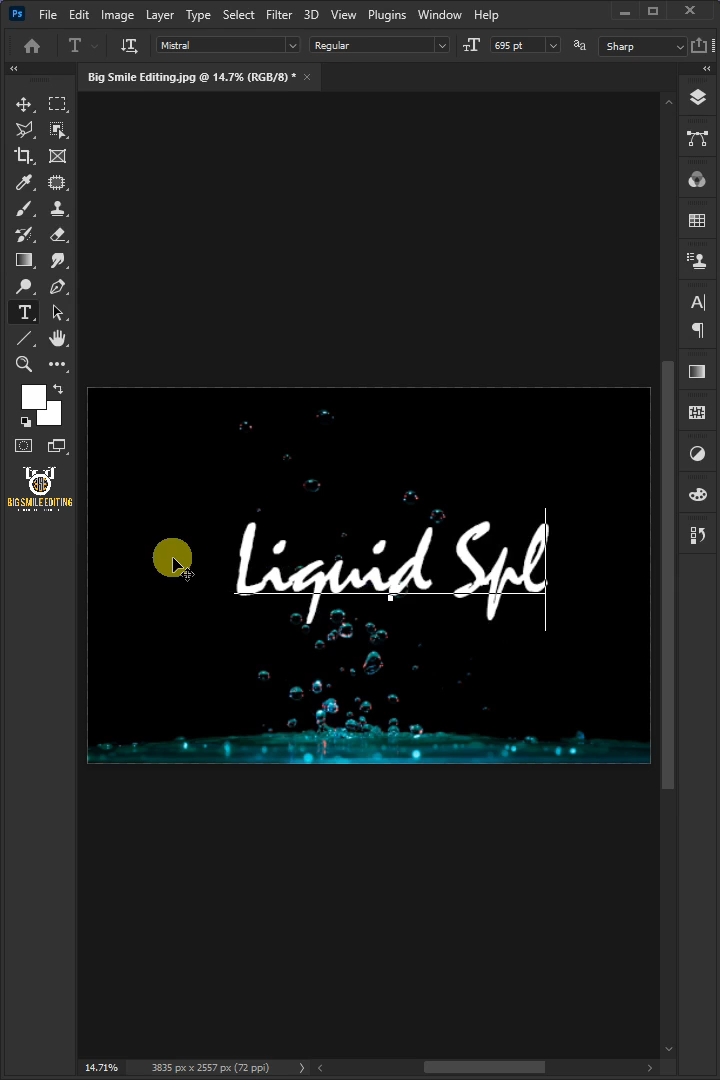 Ps File Edit Image Layer Type Select Filter 3D View Plugins Window Help
T Mistral Regular tT 695 pt aa Sharp
Big Smile Editing.jpg @ 14.7% (RGB/8) * ×
T
A
BIG SMILE EDITING
Liquid Spl
14.71% 3835 px x 2557 px (72 ppi)